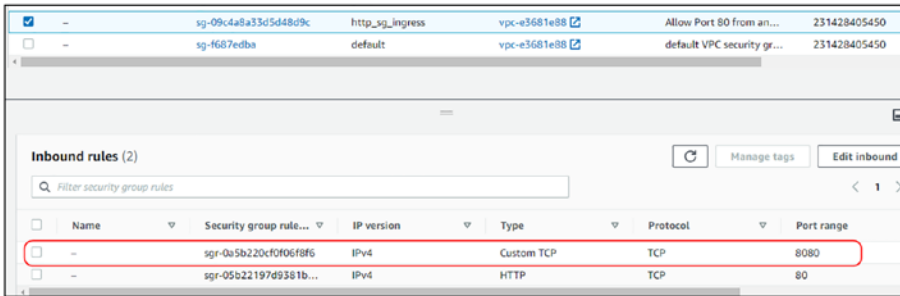 – sg-09c4a8a33d5d48d9c http_sg_ingress vpc-e3681e88 Allow Port 80 from an... 231428405450
– sg-f687edba default vpc-e3681e88 default VPC security gr... 231428405450
Inbound rules (2) Manage tags Edit inbound
Filter security group rules 1
Name Security group rule... IP version Type Protocol Port range
– sgr-0a5b220cf0f06f8f6 IPv4 Custom TCP TCP 8080
– sgr-05b22197d9381b... IPv4 HTTP TCP 80